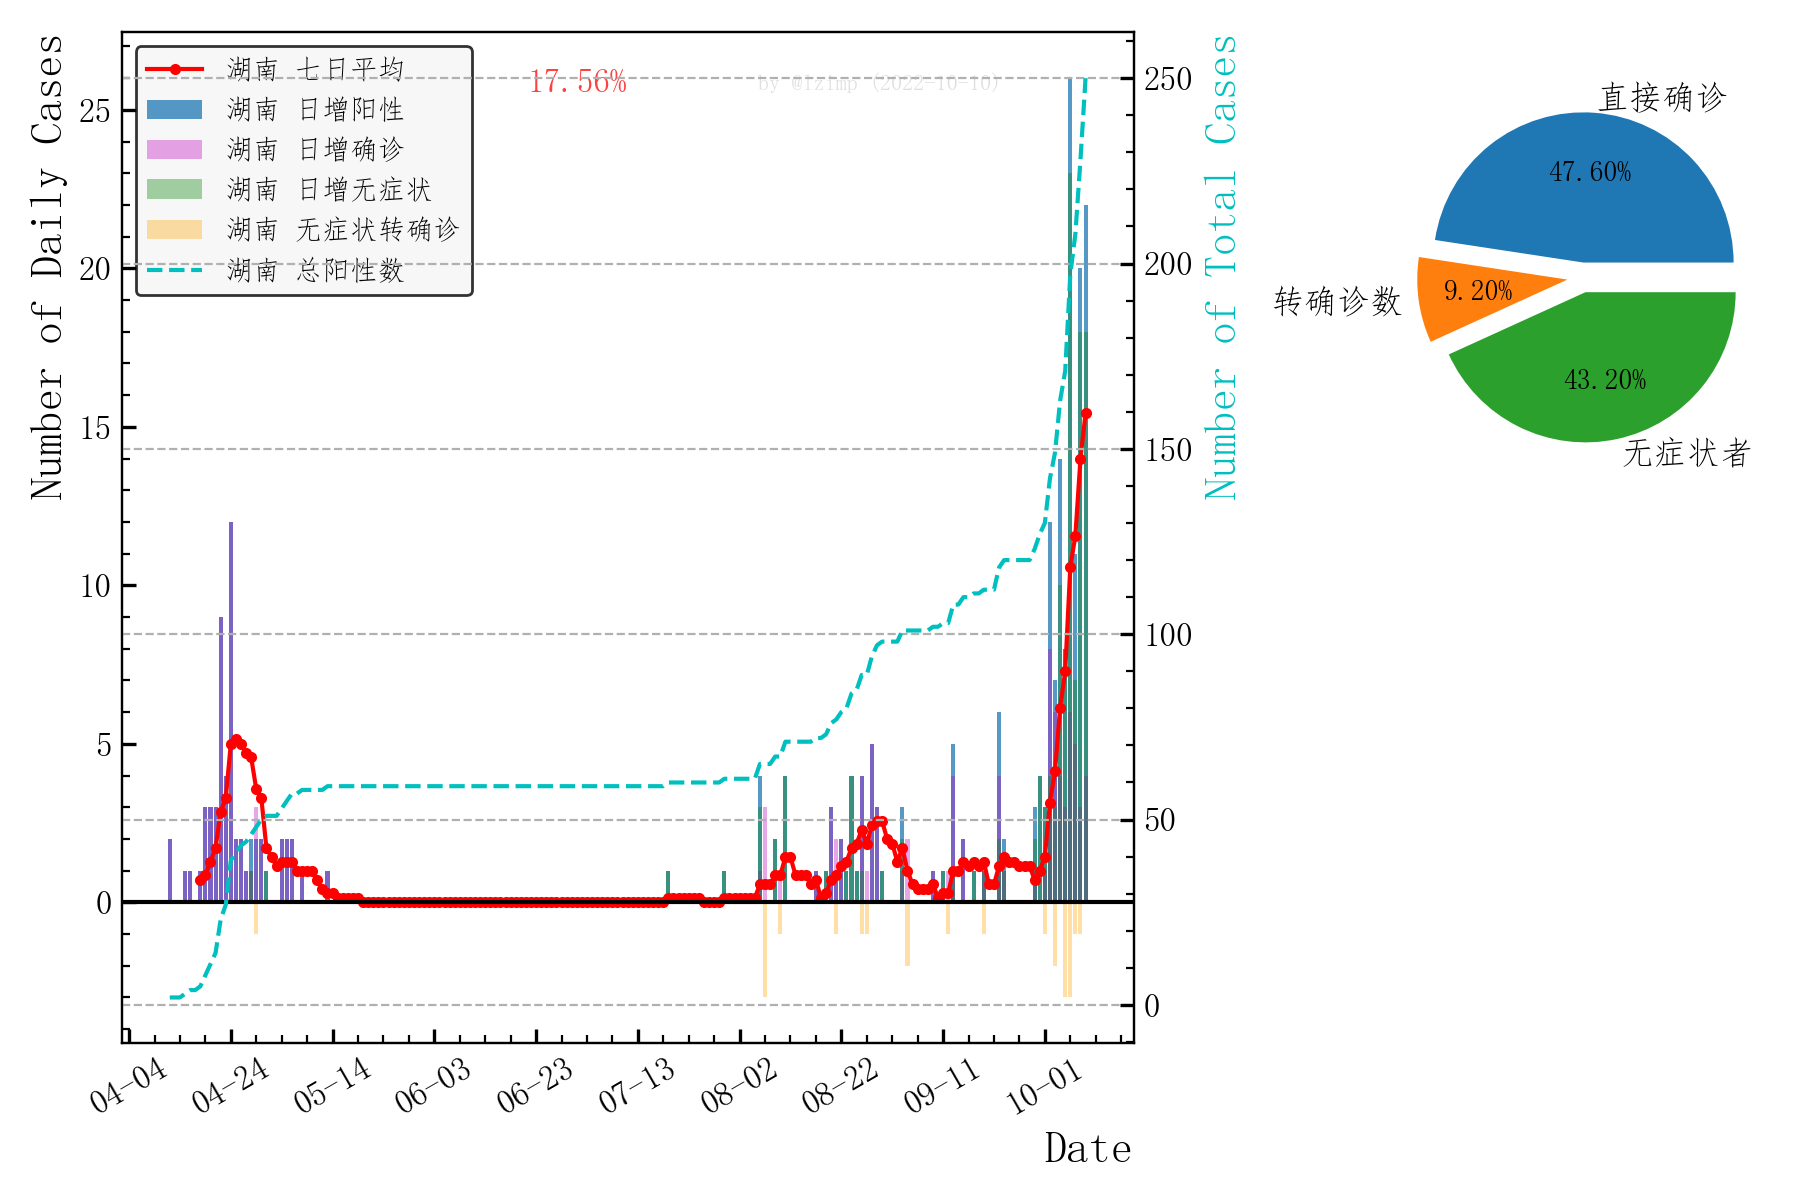 Number of Daily Cases
25
20
15
10
5
0
湖南 七日平均
湖南 日增阳性
湖南 日增确诊
湖南 日增无症状
湖南 无症状转确诊
湖南 总阳性数
17.56%
by @lzlmp (2022-10-10)
250
200
150
100
50
0
Number of Total Cases
04-04
04-24
05-14
06-03
06-23
07-13
08-02
08-22
09-11
10-01
Date
直接确诊
47.60%
转确诊数
9.20%
43.20%
无症状者